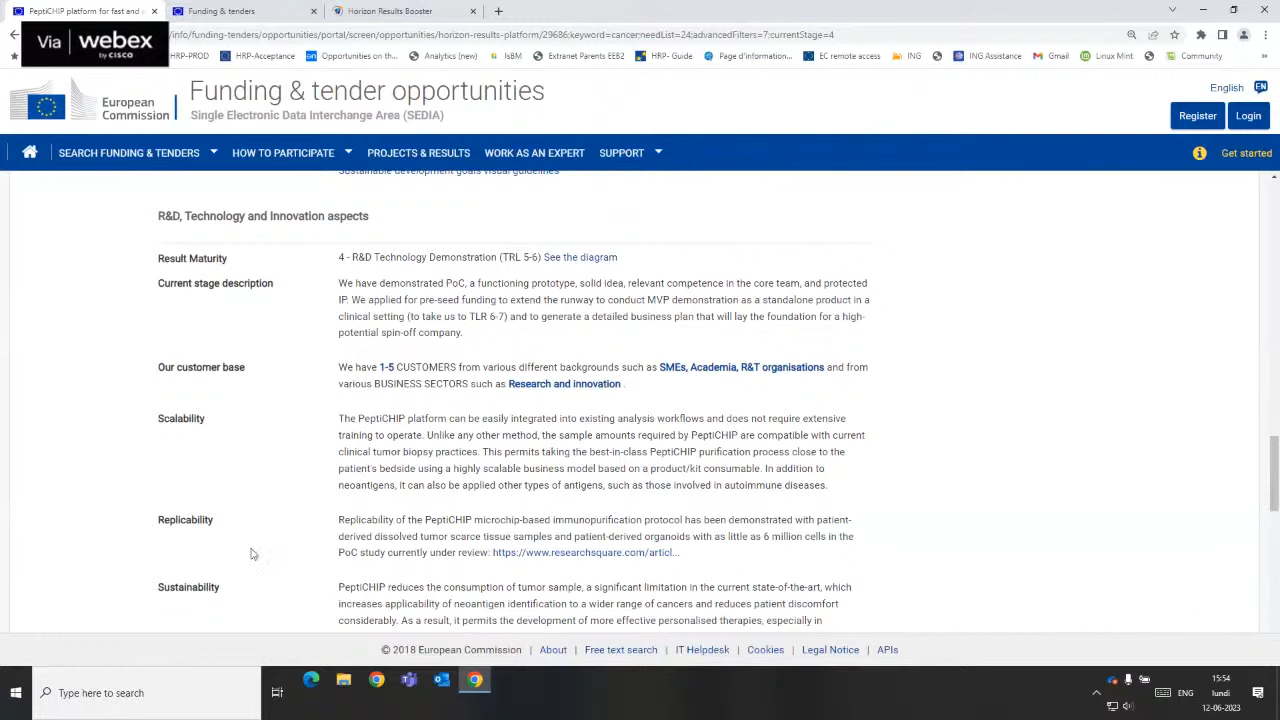 PeptiCHIP platform for fast and
Funding & tenders
Horizon Results Booster
Via webex by CISCO
/info/funding-tenders/opportunities/portal/screen/opportunities/horizon-results-platform/29686;keyword=cancer;needList=24;advancedFilters=7;currentStage=4
HRP-PROD
HRP-Acceptance
Opportunities on th...
Analytics (new)
IsBM
Extranet Parents EEB2
HRP- Guide
Page d'information...
EC remote access
ING
ING Assistance
Gmail
Linux Mint
Community
European Commission
Funding & tender opportunities
Single Electronic Data Interchange Area (SEDIA)
English EN
Register
Login
SEARCH FUNDING & TENDERS
HOW TO PARTICIPATE
PROJECTS & RESULTS
WORK AS AN EXPERT
SUPPORT
Get started
Sustainable development goals visual guidelines
R&D, Technology and Innovation aspects
Result Maturity
4 - R&D Technology Demonstration (TRL 5-6) See the diagram
Current stage description
We have demonstrated PoC, a functioning prototype, solid idea, relevant competence in the core team, and protected
IP. We applied for pre-seed funding to extend the runway to conduct MVP demonstration as a standalone product in a
clinical setting (to take us to TLR 6-7) and to generate a detailed business plan that will lay the foundation for a high-
potential spin-off company.
Our customer base
We have 1-5 CUSTOMERS from various different backgrounds such as SMEs, Academia, R&T organisations and from
various BUSINESS SECTORS such as Research and innovation .
Scalability
The PeptiCHIP platform can be easily integrated into existing analysis workflows and does not require extensive
training to operate. Unlike any other method, the sample amounts required by PeptiCHIP are compatible with current
clinical tumor biopsy practices. This permits taking the best-in-class PeptiCHIP purification process close to the
patient's bedside using a highly scalable business model based on a product/kit consumable. In addition to
neoantigens, it can also be applied other types of antigens, such as those involved in autoimmune diseases.
Replicability
Replicability of the PeptiCHIP microchip-based immunopurification protocol has been demonstrated with patient-
derived dissolved tumor scarce tissue samples and patient-derived organoids with as little as 6 million cells in the
PoC study currently under review: https://www.researchsquare.com/articl...
Sustainability
PeptiCHIP reduces the consumption of tumor sample, a significant limitation in the current state-of-the-art, which
increases applicability of neoantigen identification to a wider range of cancers and reduces patient discomfort
considerably. As a result, it permits the development of more effective personalised therapies, especially in
© 2018 European Commission | About | Free text search | IT Helpdesk | Cookies | Legal Notice | APIs
Type here to search
ENG
15:54
lundi
12-06-2023